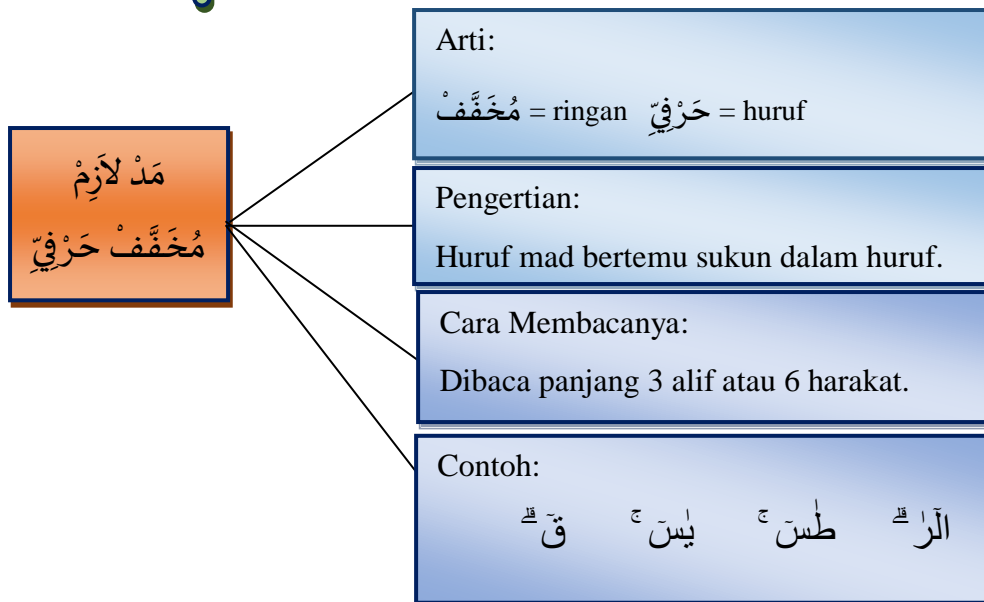 مَدْ لاَزِمْ
مُخَفَّفْ حَرْفِيِّ
Arti:
مُخَفَّفْ = ringan حَرْفِيِّ = huruf
Pengertian:
Huruf mad bertemu sukun dalam huruf.
Cara Membacanya:
Dibaca panjang 3 alif atau 6 harakat.
Contoh:
الۤرٰ ۗ طٰسۤ ۚ يٰسۤ ۚ قۤ ۗ